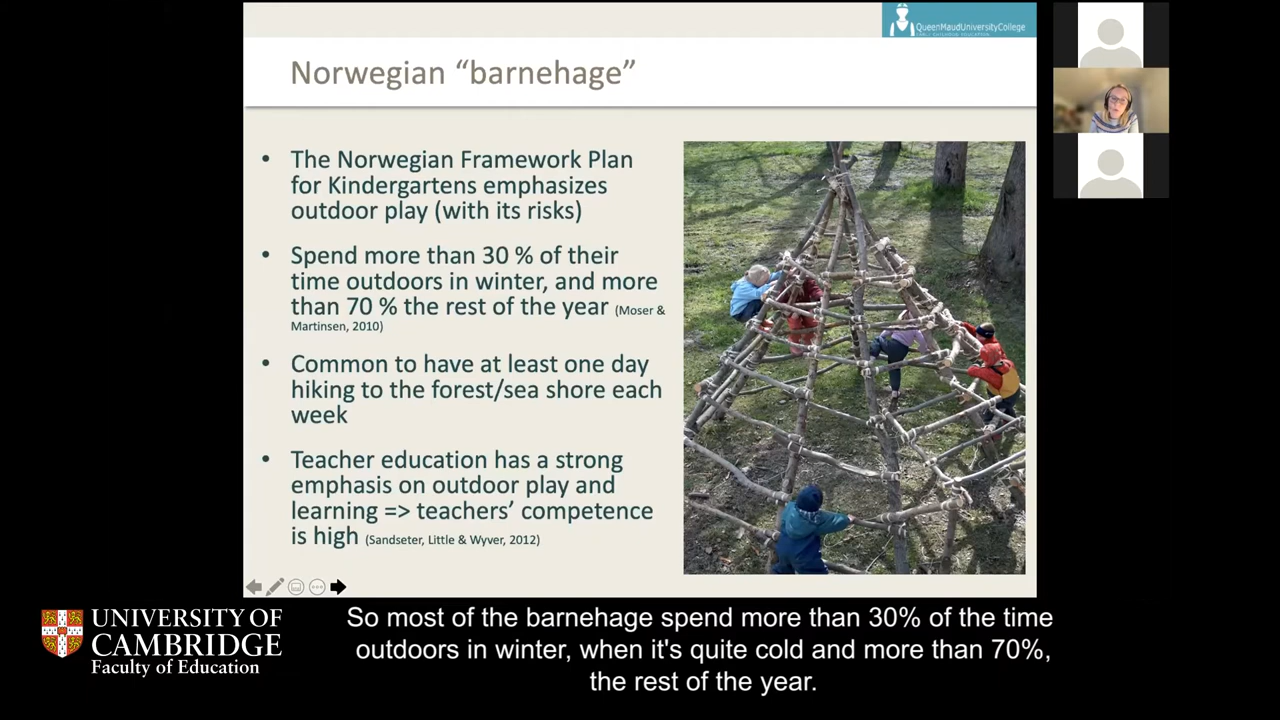 QueenMaudUniversityCollege
EARLY CHILDHOOD EDUCATION
Norwegian “barnehage”
• The Norwegian Framework Plan
for Kindergartens emphasizes
outdoor play (with its risks)
• Spend more than 30 % of their
time outdoors in winter, and more
than 70 % the rest of the year (Moser &
Martinsen, 2010)
• Common to have at least one day
hiking to the forest/sea shore each
week
• Teacher education has a strong
emphasis on outdoor play and
learning => teachers’ competence
is high (Sandseter, Little & Wyver, 2012)
UNIVERSITY OF
CAMBRIDGE
Faculty of Education
So most of the barnehage spend more than 30% of the time
outdoors in winter, when it's quite cold and more than 70%,
the rest of the year.